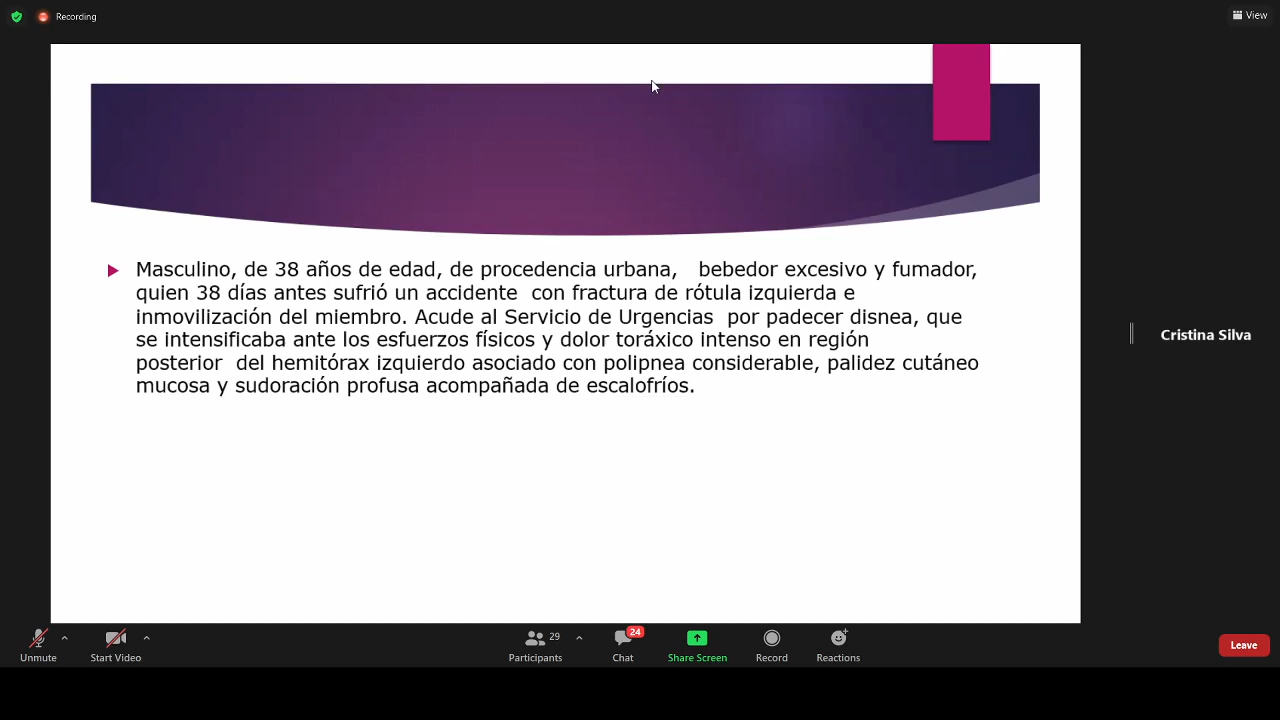 Recording
View
Masculino, de 38 años de edad, de procedencia urbana, bebedor excesivo y fumador,
quien 38 días antes sufrió un accidente con fractura de rótula izquierda e
inmovilización del miembro. Acude al Servicio de Urgencias por padecer disnea, que
se intensificaba ante los esfuerzos físicos y dolor toráxico intenso en región
posterior del hemitórax izquierdo asociado con polipnea considerable, palidez cutáneo
mucosa y sudoración profusa acompañada de escalofríos.
Cristina Silva
29
24
Unmute
Start Video
Participants
Chat
Share Screen
Record
Reactions
Leave